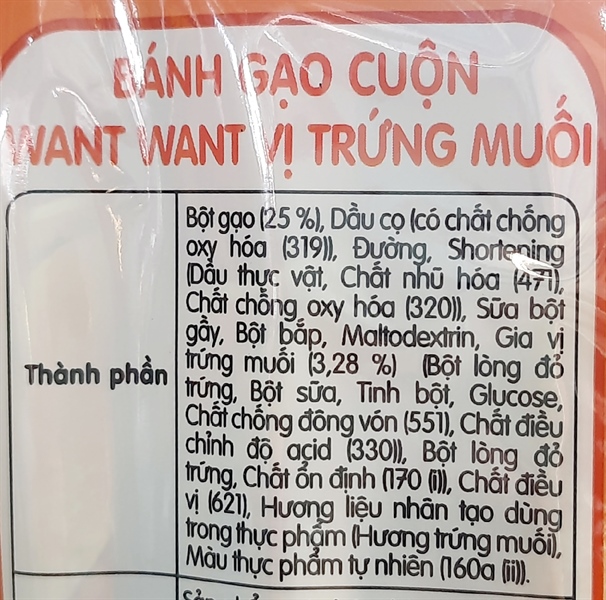 BÁNH GẠO CUỘN
WANT WANT VỊ TRỨNG MUỐI
Thành phần
Bột gạo (25 %), Dầu cọ (có chất chống
oxy hóa (319)), Đường, Shortening
(Dầu thực vật, Chất nhũ hóa (471),
Chất chống oxy hóa (320)), Sữa bột
gầy, Bột bắp, Maltodextrin, Gia vị
trứng muối (3,28 %) (Bột lòng đỏ
trứng, Bột sữa, Tinh bột, Glucose,
Chất chống đông vón (551), Chất điều
chỉnh độ acid (330)), Bột lòng đỏ
trứng, Chất ổn định (170 (i)), Chất điều
vị (621), Hương liệu nhân tạo dùng
trong thực phẩm (Hương trứng muối),
Màu thực phẩm tự nhiên (160a (ii)).